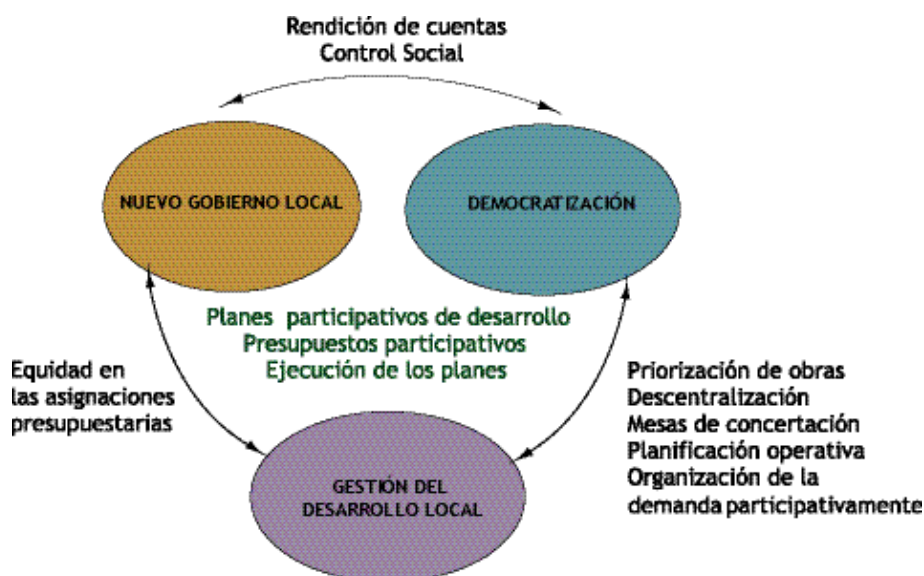 Rendición de cuentas
Control Social
NUEVO GOBIERNO LOCAL
DEMOCRATIZACIÓN
Planes participativos de desarrollo
Presupuestos participativos
Ejecución de los planes
Equidad en
las asignaciones
presupuestarias
Priorización de obras
Descentralización
Mesas de concertación
Planificación operativa
Organización de la
demanda participativamente
GESTIÓN DEL
DESARROLLO LOCAL